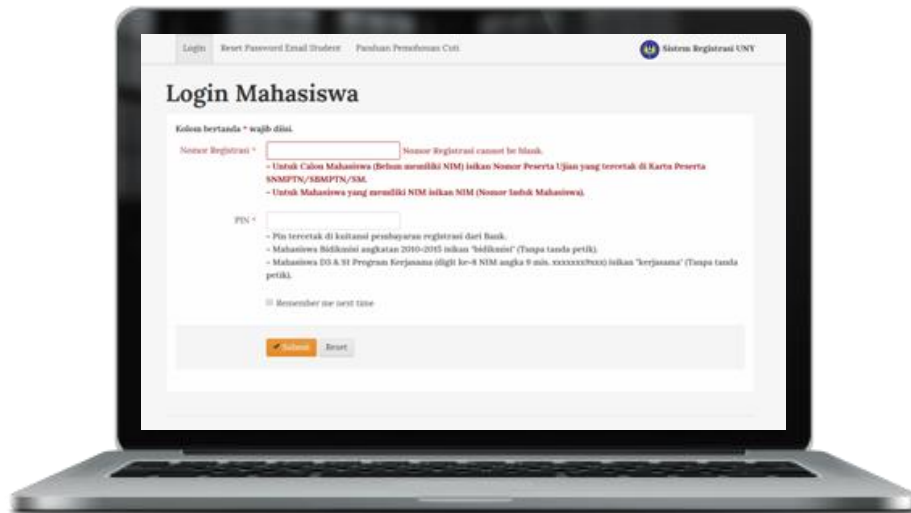 Login Reset Password Email Student Panduan Pemohonan Cuti Sistem Registrasi UNY
Login Mahasiswa
Kolom bertanda * wajib diisi.
Nomor Registrasi * Nomor Registrasi cannot be blank.
- Untuk Calon Mahasiswa (Belum memiliki NIM) isikan Nomor Peserta Ujian yang tercetak di Kartu Peserta
SNMPTN/SBMPTN/SM.
- Untuk Mahasiswa yang memiliki NIM isikan NIM (Nomor Induk Mahasiswa).
PIN *
- Pin tercetak di kuitansi pembayaran registrasi dari Bank.
- Mahasiswa Bidikmisi angkatan 2010-2015 isikan "bidikmisi" (Tanpa tanda petik).
- Mahasiswa D3 & S1 Program Kerjasama (digit ke-8 NIM angka 9 mis. xxxxxxx9xxx) isikan "kerjasama" (Tanpa tanda
petik).
Remember me next time
Submit Reset